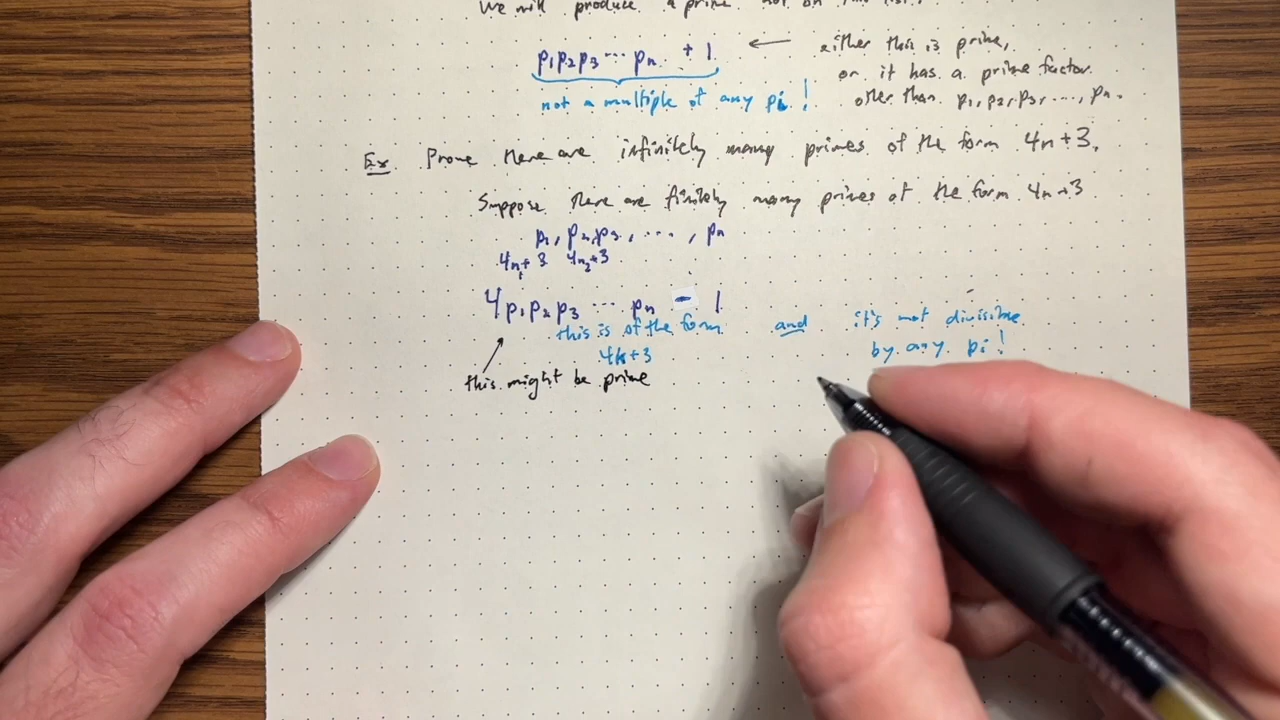 We will produce a prime not on this list.
p₁p₂p₃ ⋯ pₙ + 1 ← either this is prime,
or it has a prime factor
not a multiple of any pi ! other than p₁, p₂, p₃, ..., pₙ.
Ex. Prove there are infinitely many primes of the form 4n+3.
Suppose there are finitely many primes of the form 4n+3
p₁, p₂, p₃, ...., pₙ
4n₁+3 4n₂+3
4p₁p₂p₃ ⋯ pₙ - 1
this is of the form and it's not divisible
4k+3 by any pi !
this might be prime